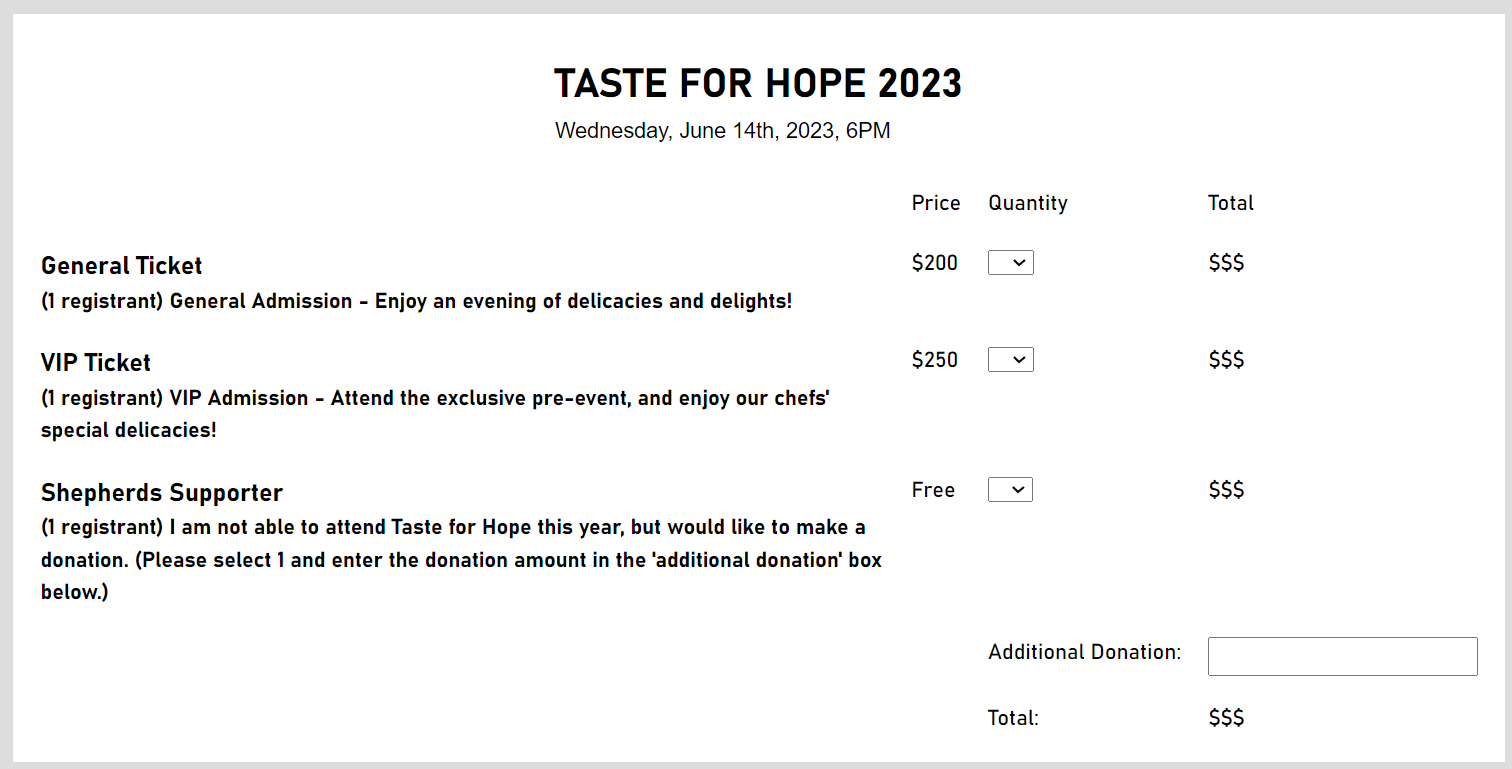 TASTE FOR HOPE 2023
Wednesday, June 14th, 2023, 6PM
Price Quantity Total
General Ticket $200 $$$
(1 registrant) General Admission - Enjoy an evening of delicacies and delights!
VIP Ticket $250 $$$
(1 registrant) VIP Admission - Attend the exclusive pre-event, and enjoy our chefs'
special delicacies!
Shepherds Supporter Free $$$
(1 registrant) I am not able to attend Taste for Hope this year, but would like to make a
donation. (Please select 1 and enter the donation amount in the 'additional donation' box
below.)
Additional Donation:
Total: $$$